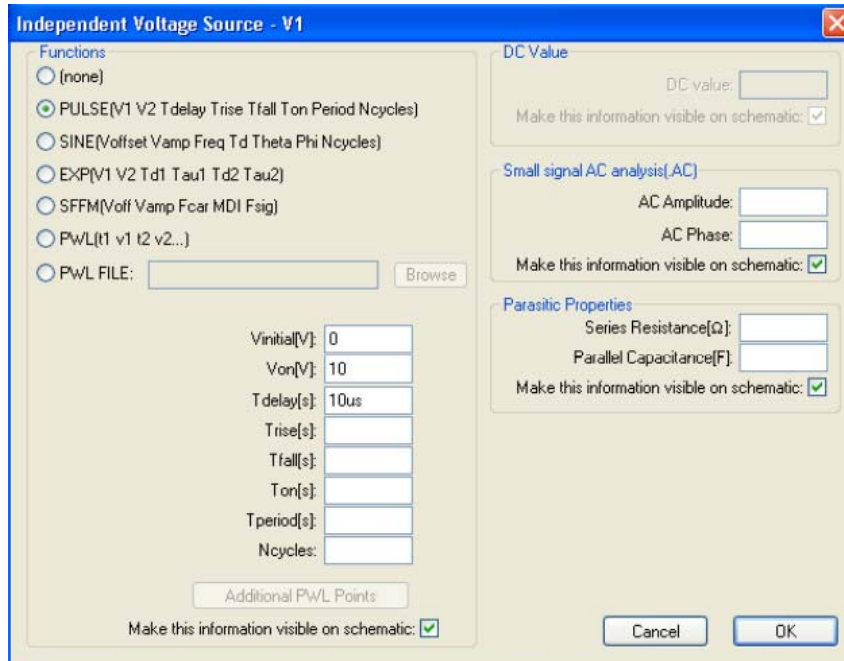 Independent Voltage Source - V1
Functions
(none)
PULSE(V1 V2 Tdelay Trise Tfall Ton Period Ncycles)
SINE(Voffset Vamp Freq Td Theta Phi Ncycles)
EXP(V1 V2 Td1 Tau1 Td2 Tau2)
SFFM(Voff Vamp Fcar MDI Fsig)
PWL(t1 v1 t2 v2...)
PWL FILE: Browse
Vinitial[V]: 0
Von[V]: 10
Tdelay[s]: 10us
Trise[s]:
Tfall[s]:
Ton[s]:
Tperiod[s]:
Ncycles:
Additional PWL Points
Make this information visible on schematic:
DC Value
DC value:
Make this information visible on schematic:
Small signal AC analysis(.AC)
AC Amplitude:
AC Phase:
Make this information visible on schematic:
Parasitic Properties
Series Resistance[Ω]:
Parallel Capacitance[F]:
Make this information visible on schematic:
Cancel OK